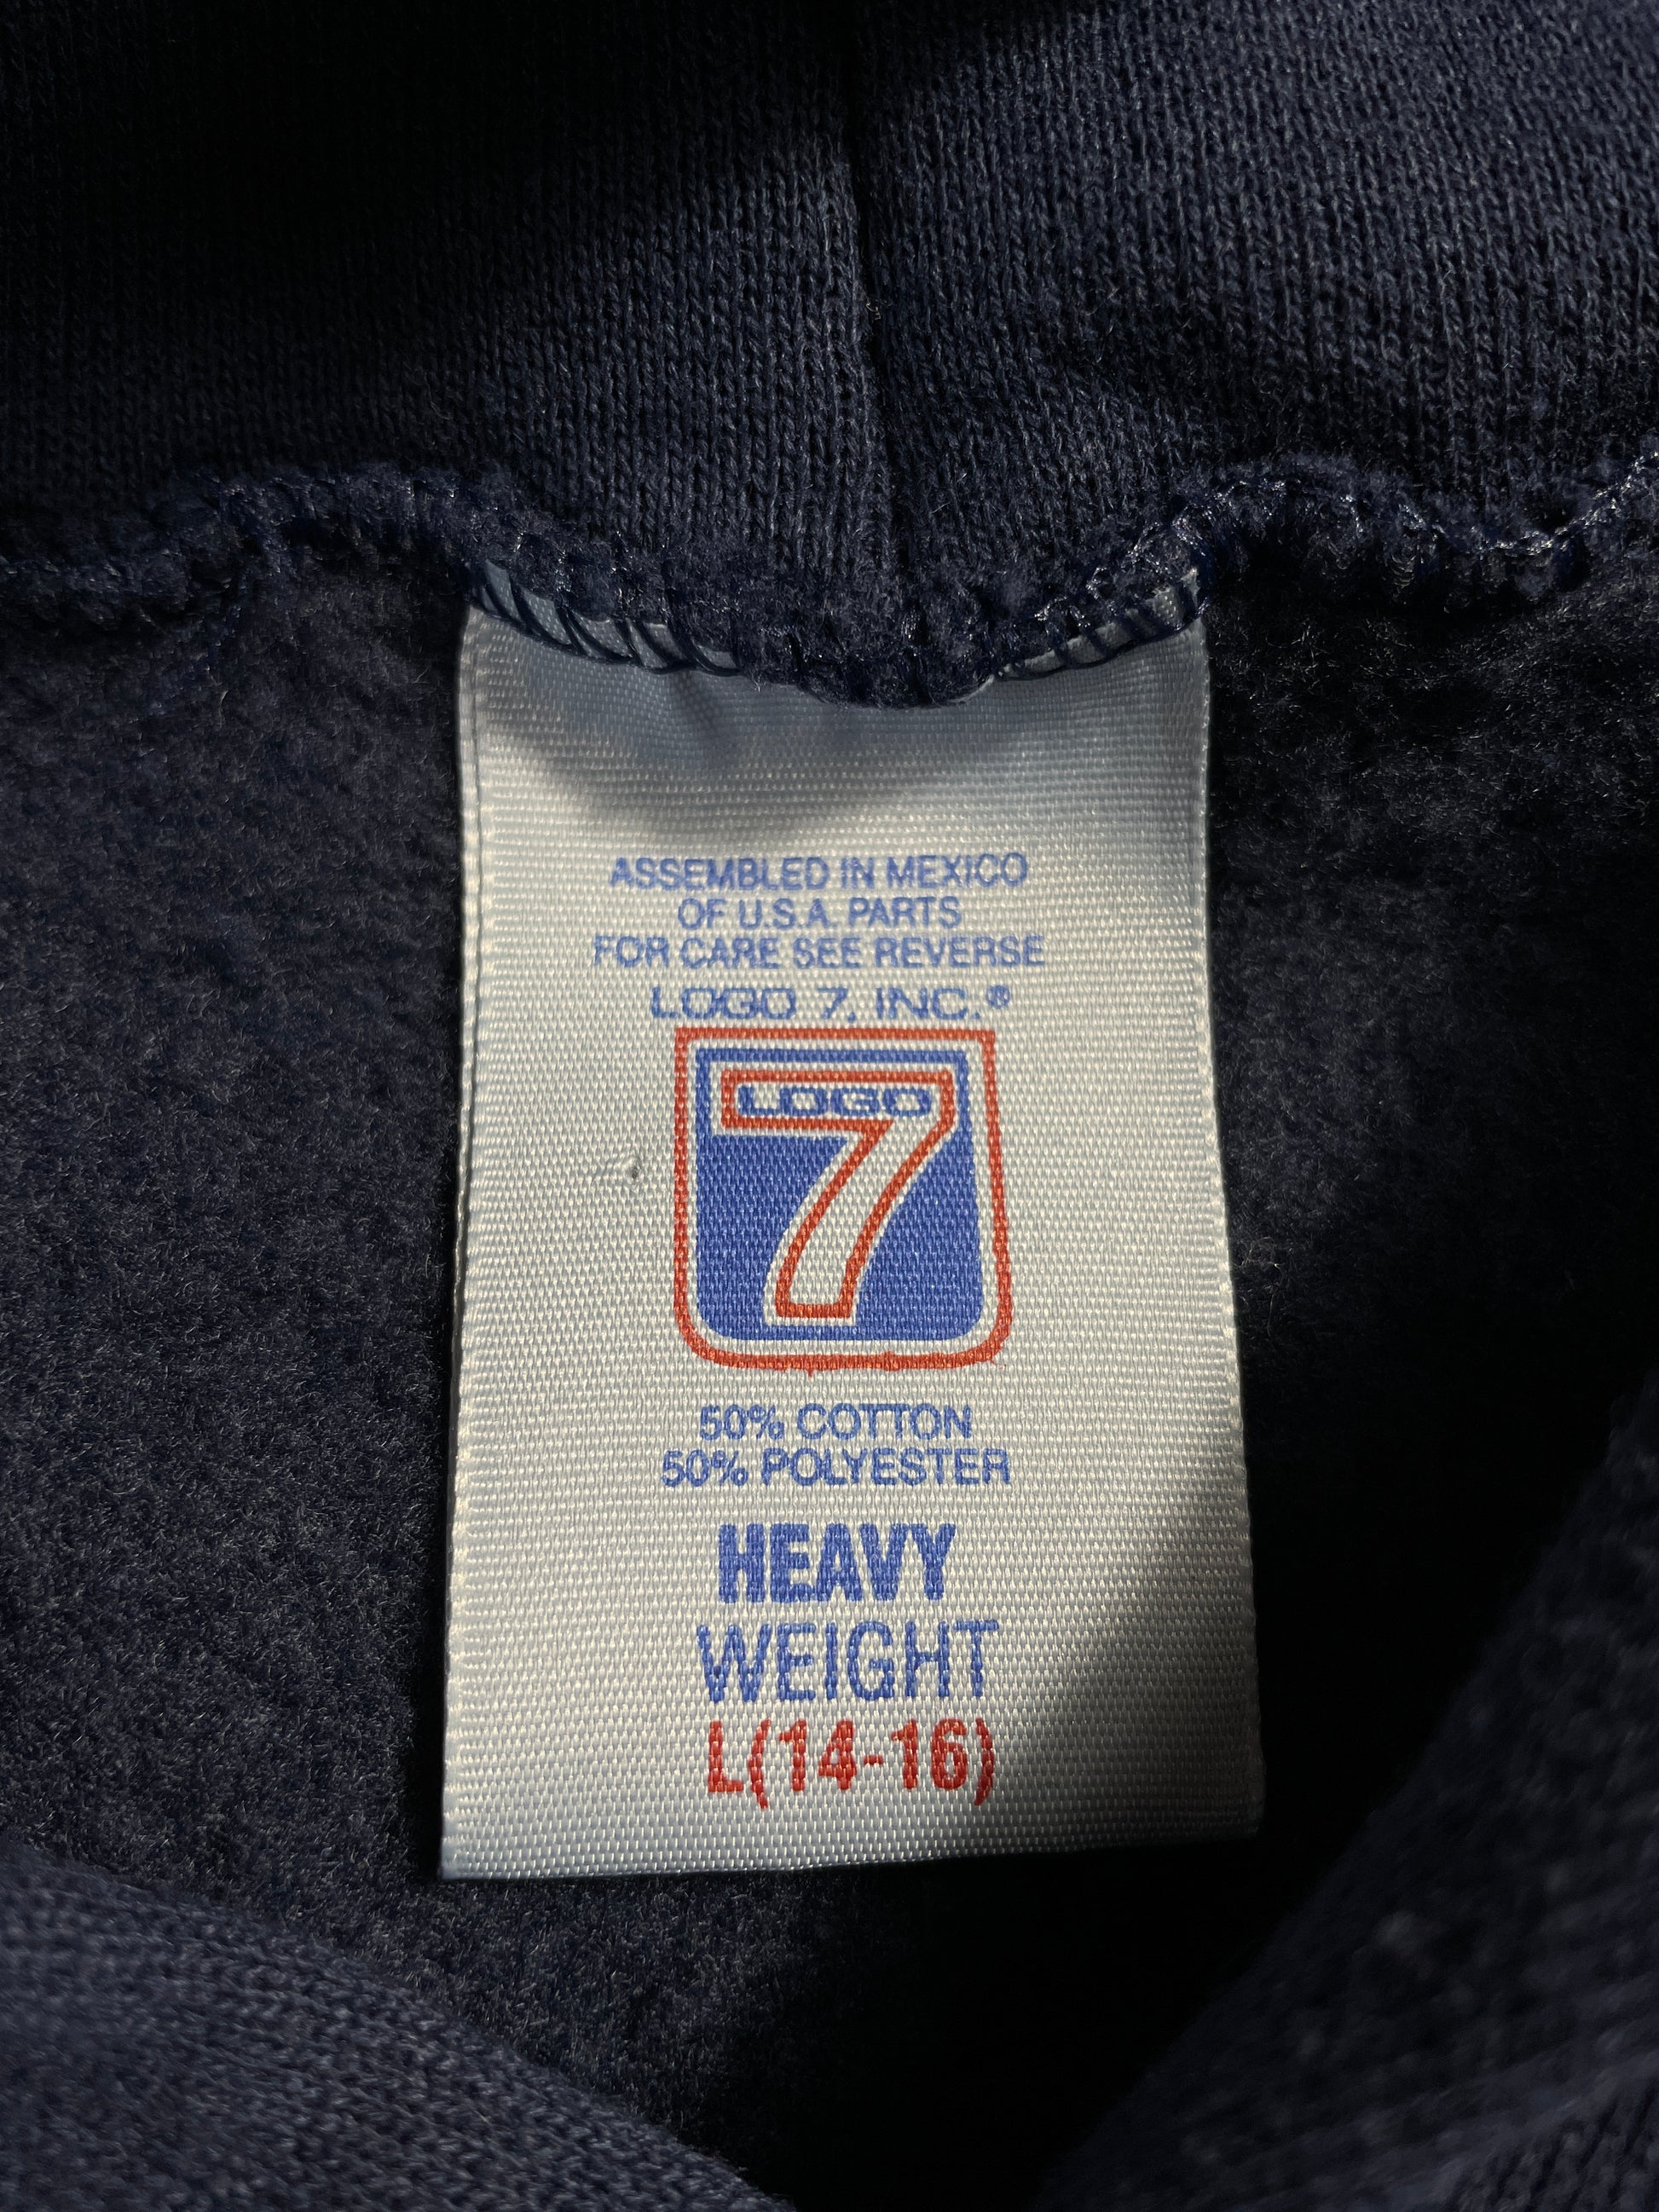 ASSEMBLED IN MEXICO
OF U.S.A. PARTS
FOR CARE SEE REVERSE
LOGO 7, INC.®
LOGO
7
50% COTTON
50% POLYESTER
HEAVY
WEIGHT
L(14-16)